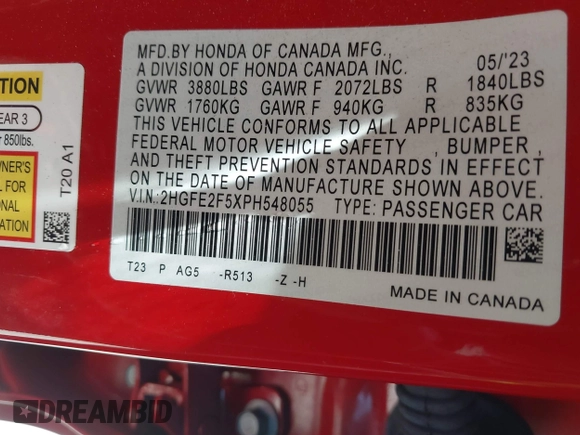 TION
EAR 3
850lbs.
WNER'S
L FOR
ONAL
ATION
T20 A1
MFD.BY HONDA OF CANADA MFG.,
A DIVISION OF HONDA CANADA INC. 05/'23
GVWR 3880LBS GAWR F 2072LBS R 1840LBS
GVWR 1760KG GAWR F 940KG R 835KG
THIS VEHICLE CONFORMS TO ALL APPLICABLE
FEDERAL MOTOR VEHICLE SAFETY , BUMPER ,
AND THEFT PREVENTION STANDARDS IN EFFECT
ON THE DATE OF MANUFACTURE SHOWN ABOVE.
V.I.N.: 2HGFE2F5XPH548055 TYPE: PASSENGER CAR
T23 P AG5 -R513 -Z -H
MADE IN CANADA
DREAMBID